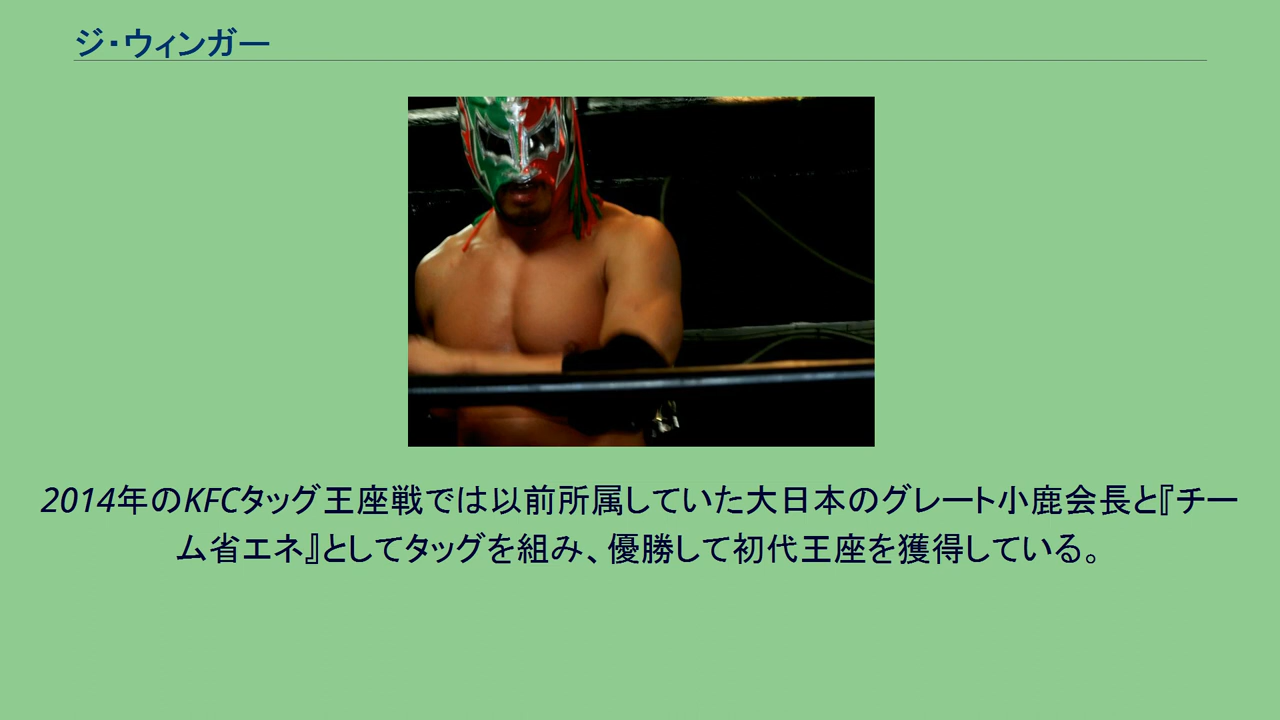 ジ・ウィンガー
2014年のKFCタッグ王座戦では以前所属していた大日本のグレート小鹿会長と『チー
ム省エネ』としてタッグを組み、優勝して初代王座を獲得している。